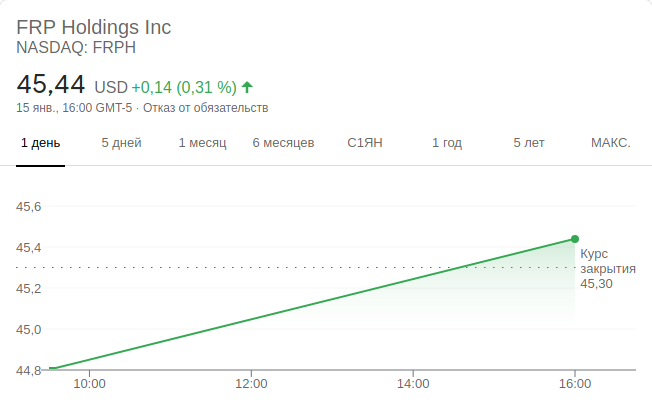 FRP Holdings Inc
NASDAQ: FRPH
45,44 USD +0,14 (0,31 %)
15 янв., 16:00 GMT-5 · Отказ от обязательств
1 день 5 дней 1 месяц 6 месяцев С1ЯН 1 год 5 лет МАКС.
45,6
45,4
Курс
закрытия
45,30
45,2
45,0
44,8
10:00 12:00 14:00 16:00